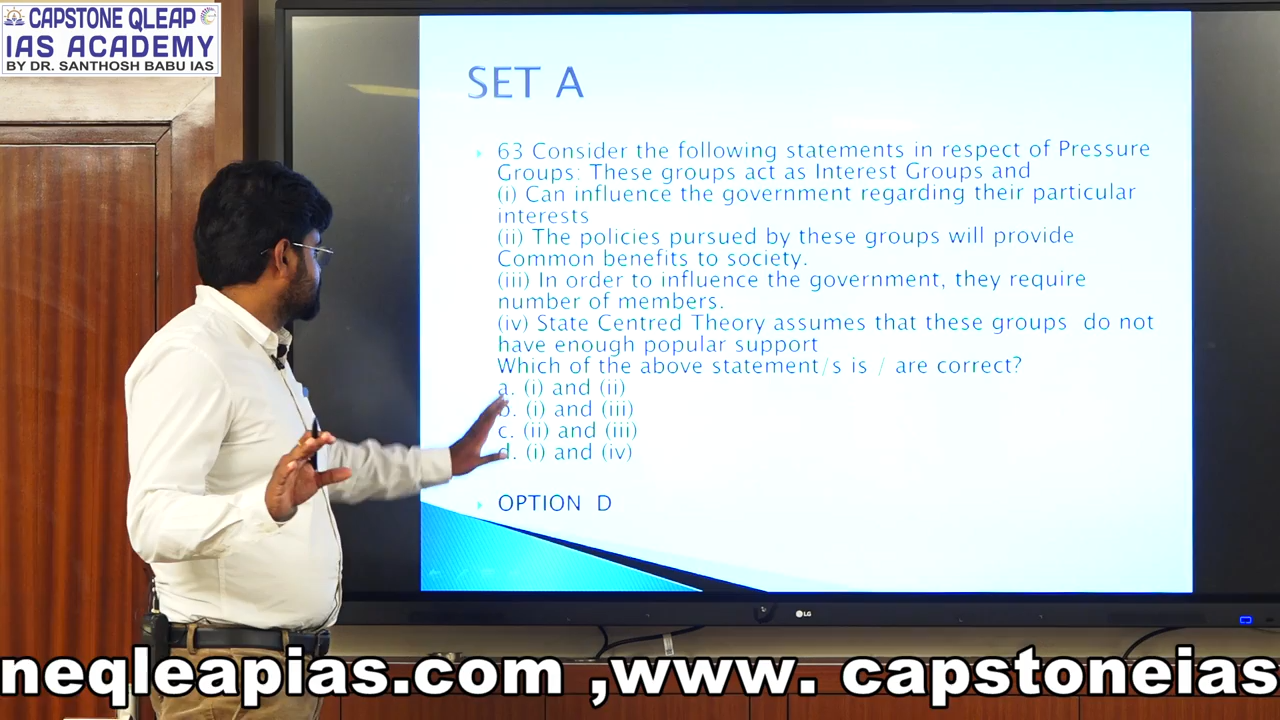 CAPSTONE QLEAP
IAS ACADEMY
BY DR. SANTHOSH BABU IAS
SET A
63 Consider the following statements in respect of Pressure
Groups: These groups act as Interest Groups and
(i) Can influence the government regarding their particular
interests
(ii) The policies pursued by these groups will provide
Common benefits to society.
(iii) In order to influence the government, they require
number of members.
(iv) State Centred Theory assumes that these groups do not
have enough popular support
Which of the above statement/s is / are correct?
a. (i) and (ii)
b. (i) and (iii)
c. (ii) and (iii)
d. (i) and (iv)
OPTION D
LG
neqleapias.com ,www. capstoneias